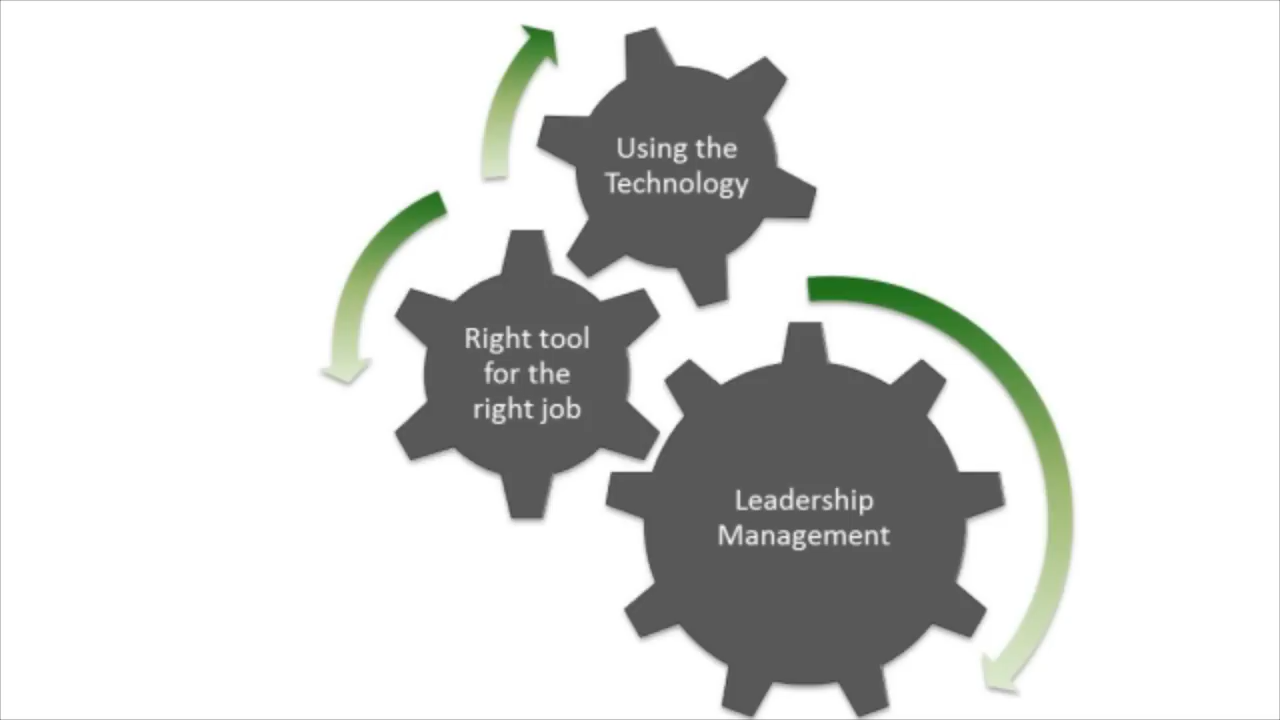 Using the
Technology
Right tool
for the
right job
Leadership
Management